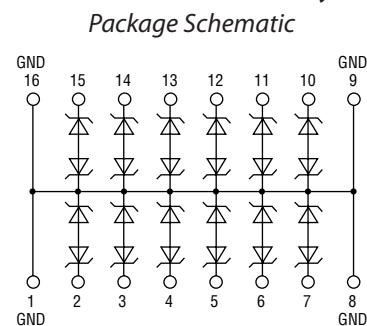 Package Schematic
GND GND
16 15 14 13 12 11 10 9
1 2 3 4 5 6 7 8
GND GND